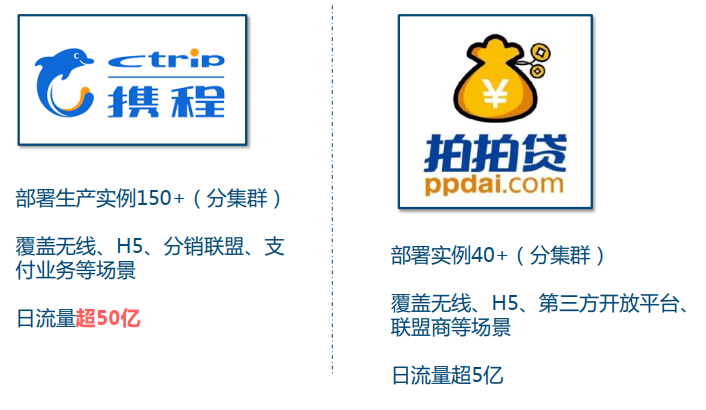 Ctrip
携程
部署生产实例150+（分集群）
覆盖无线、H5、分销联盟、支
付业务等场景
日流量超50亿
¥
拍拍贷
ppdai.com
部署实例40+（分集群）
覆盖无线、H5、第三方开放平台、
联盟商等场景
日流量超5亿